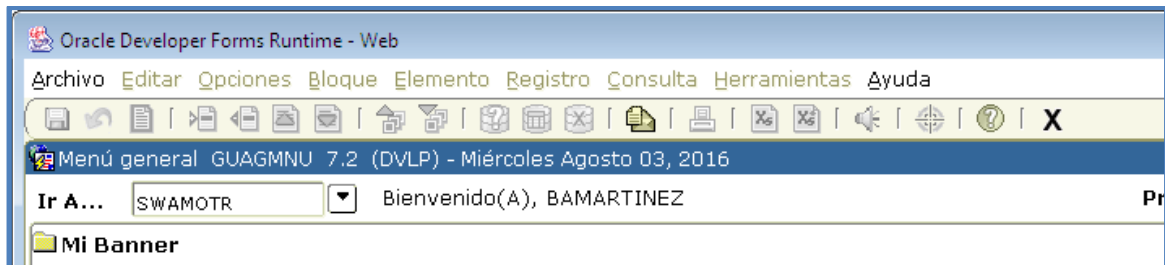 Oracle Developer Forms Runtime - Web
Archivo Editar Opciones Bloque Elemento Registro Consulta Herramientas Ayuda
X
Menú general GUAGMNU 7.2 (DVLP) - Miércoles Agosto 03, 2016
Ir A... SWAMOTR Bienvenido(A), BAMARTINEZ Pr
Mi Banner